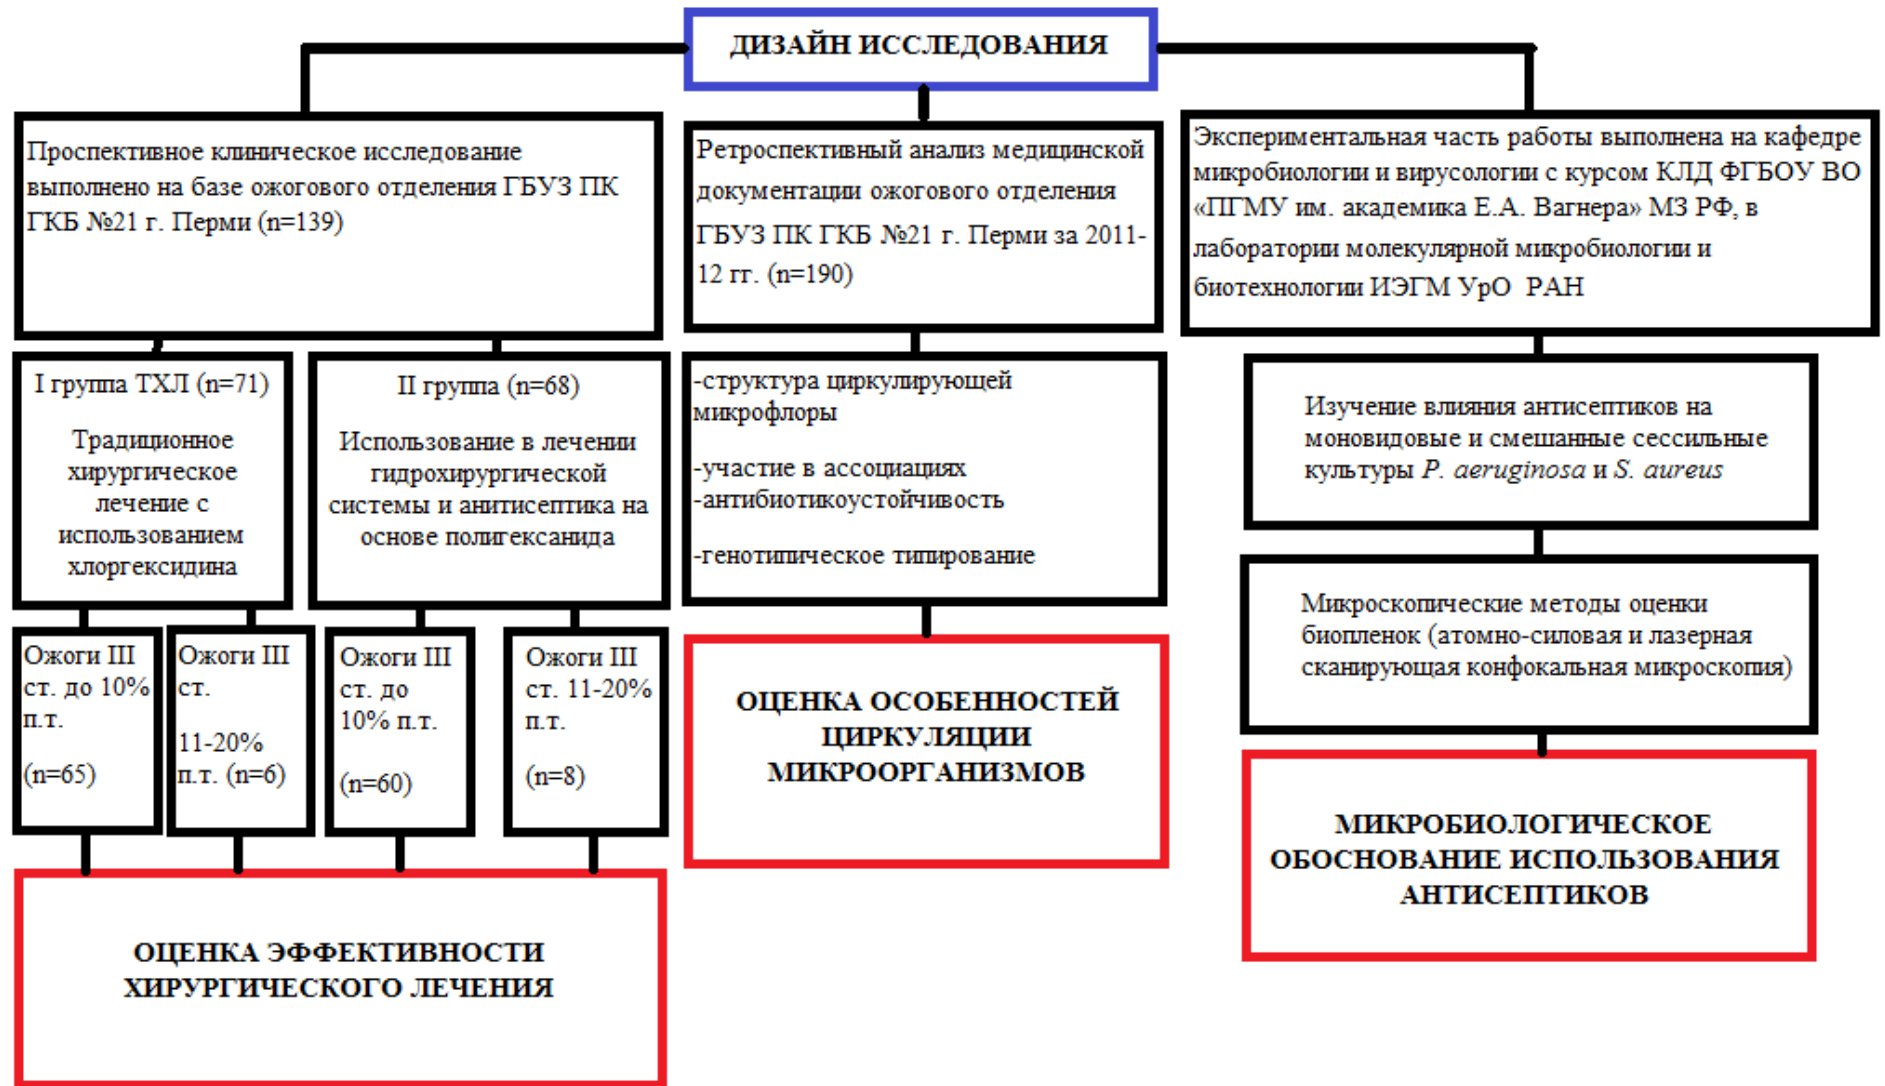 ДИЗАЙН ИССЛЕДОВАНИЯ
Проспективное клиническое исследование
выполнено на базе ожогового отделения ГБУЗ ПК
ГКБ №21 г. Перми (n=139)
I группа ТХЛ (n=71)
Традиционное
хирургическое
лечение с
использованием
хлоргексидина
II группа (n=68)
Использование в лечении
гидрохирургической
системы и анитисептика на
основе полигексанида
Ожоги III
ст. до 10%
п.т.
(n=65)
Ожоги III
ст.
11-20%
п.т. (n=6)
Ожоги III
ст. до
10% п.т.
(n=60)
Ожоги III
ст. 11-20%
п.т.
(n=8)
ОЦЕНКА ЭФФЕКТИВНОСТИ
ХИРУРГИЧЕСКОГО ЛЕЧЕНИЯ
Ретроспективный анализ медицинской
документации ожогового отделения
ГБУЗ ПК ГКБ №21 г. Перми за 2011-
12 гг. (n=190)
-структура циркулирующей
микрофлоры
-участие в ассоциациях
-антибиотикоустойчивость
-генотипическое типирование
ОЦЕНКА ОСОБЕННОСТЕЙ
ЦИРКУЛЯЦИИ
МИКРООРГАНИЗМОВ
Экспериментальная часть работы выполнена на кафедре
микробиологии и вирусологии с курсом КЛД ФГБОУ ВО
«ПГМУ им. академика Е.А. Вагнера» МЗ РФ, в
лаборатории молекулярной микробиологии и
биотехнологии ИЭГМ УрО РАН
Изучение влияния антисептиков на
моновидовые и смешанные сессильные
культуры P. aeruginosa и S. aureus
Микроскопические методы оценки
биопленок (атомно-силовая и лазерная
сканирующая конфокальная микроскопия)
МИКРОБИОЛОГИЧЕСКОЕ
ОБОСНОВАНИЕ ИСПОЛЬЗОВАНИЯ
АНТИСЕПТИКОВ